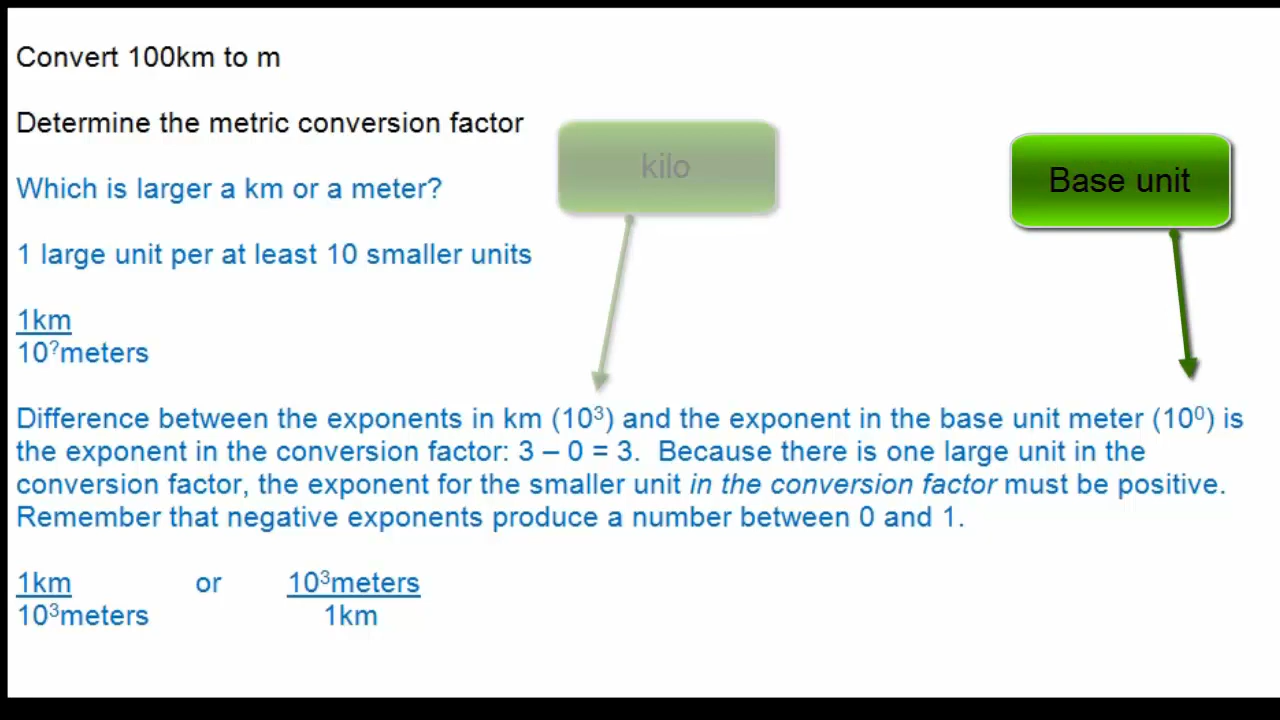 Convert 100km to m
Determine the metric conversion factor
kilo
Base unit
Which is larger a km or a meter?
1 large unit per at least 10 smaller units
1km
10?meters
Difference between the exponents in km (10³) and the exponent in the base unit meter (10⁰) is
the exponent in the conversion factor: 3 – 0 = 3. Because there is one large unit in the
conversion factor, the exponent for the smaller unit in the conversion factor must be positive.
Remember that negative exponents produce a number between 0 and 1.
1km or 10³meters
10³meters 1km